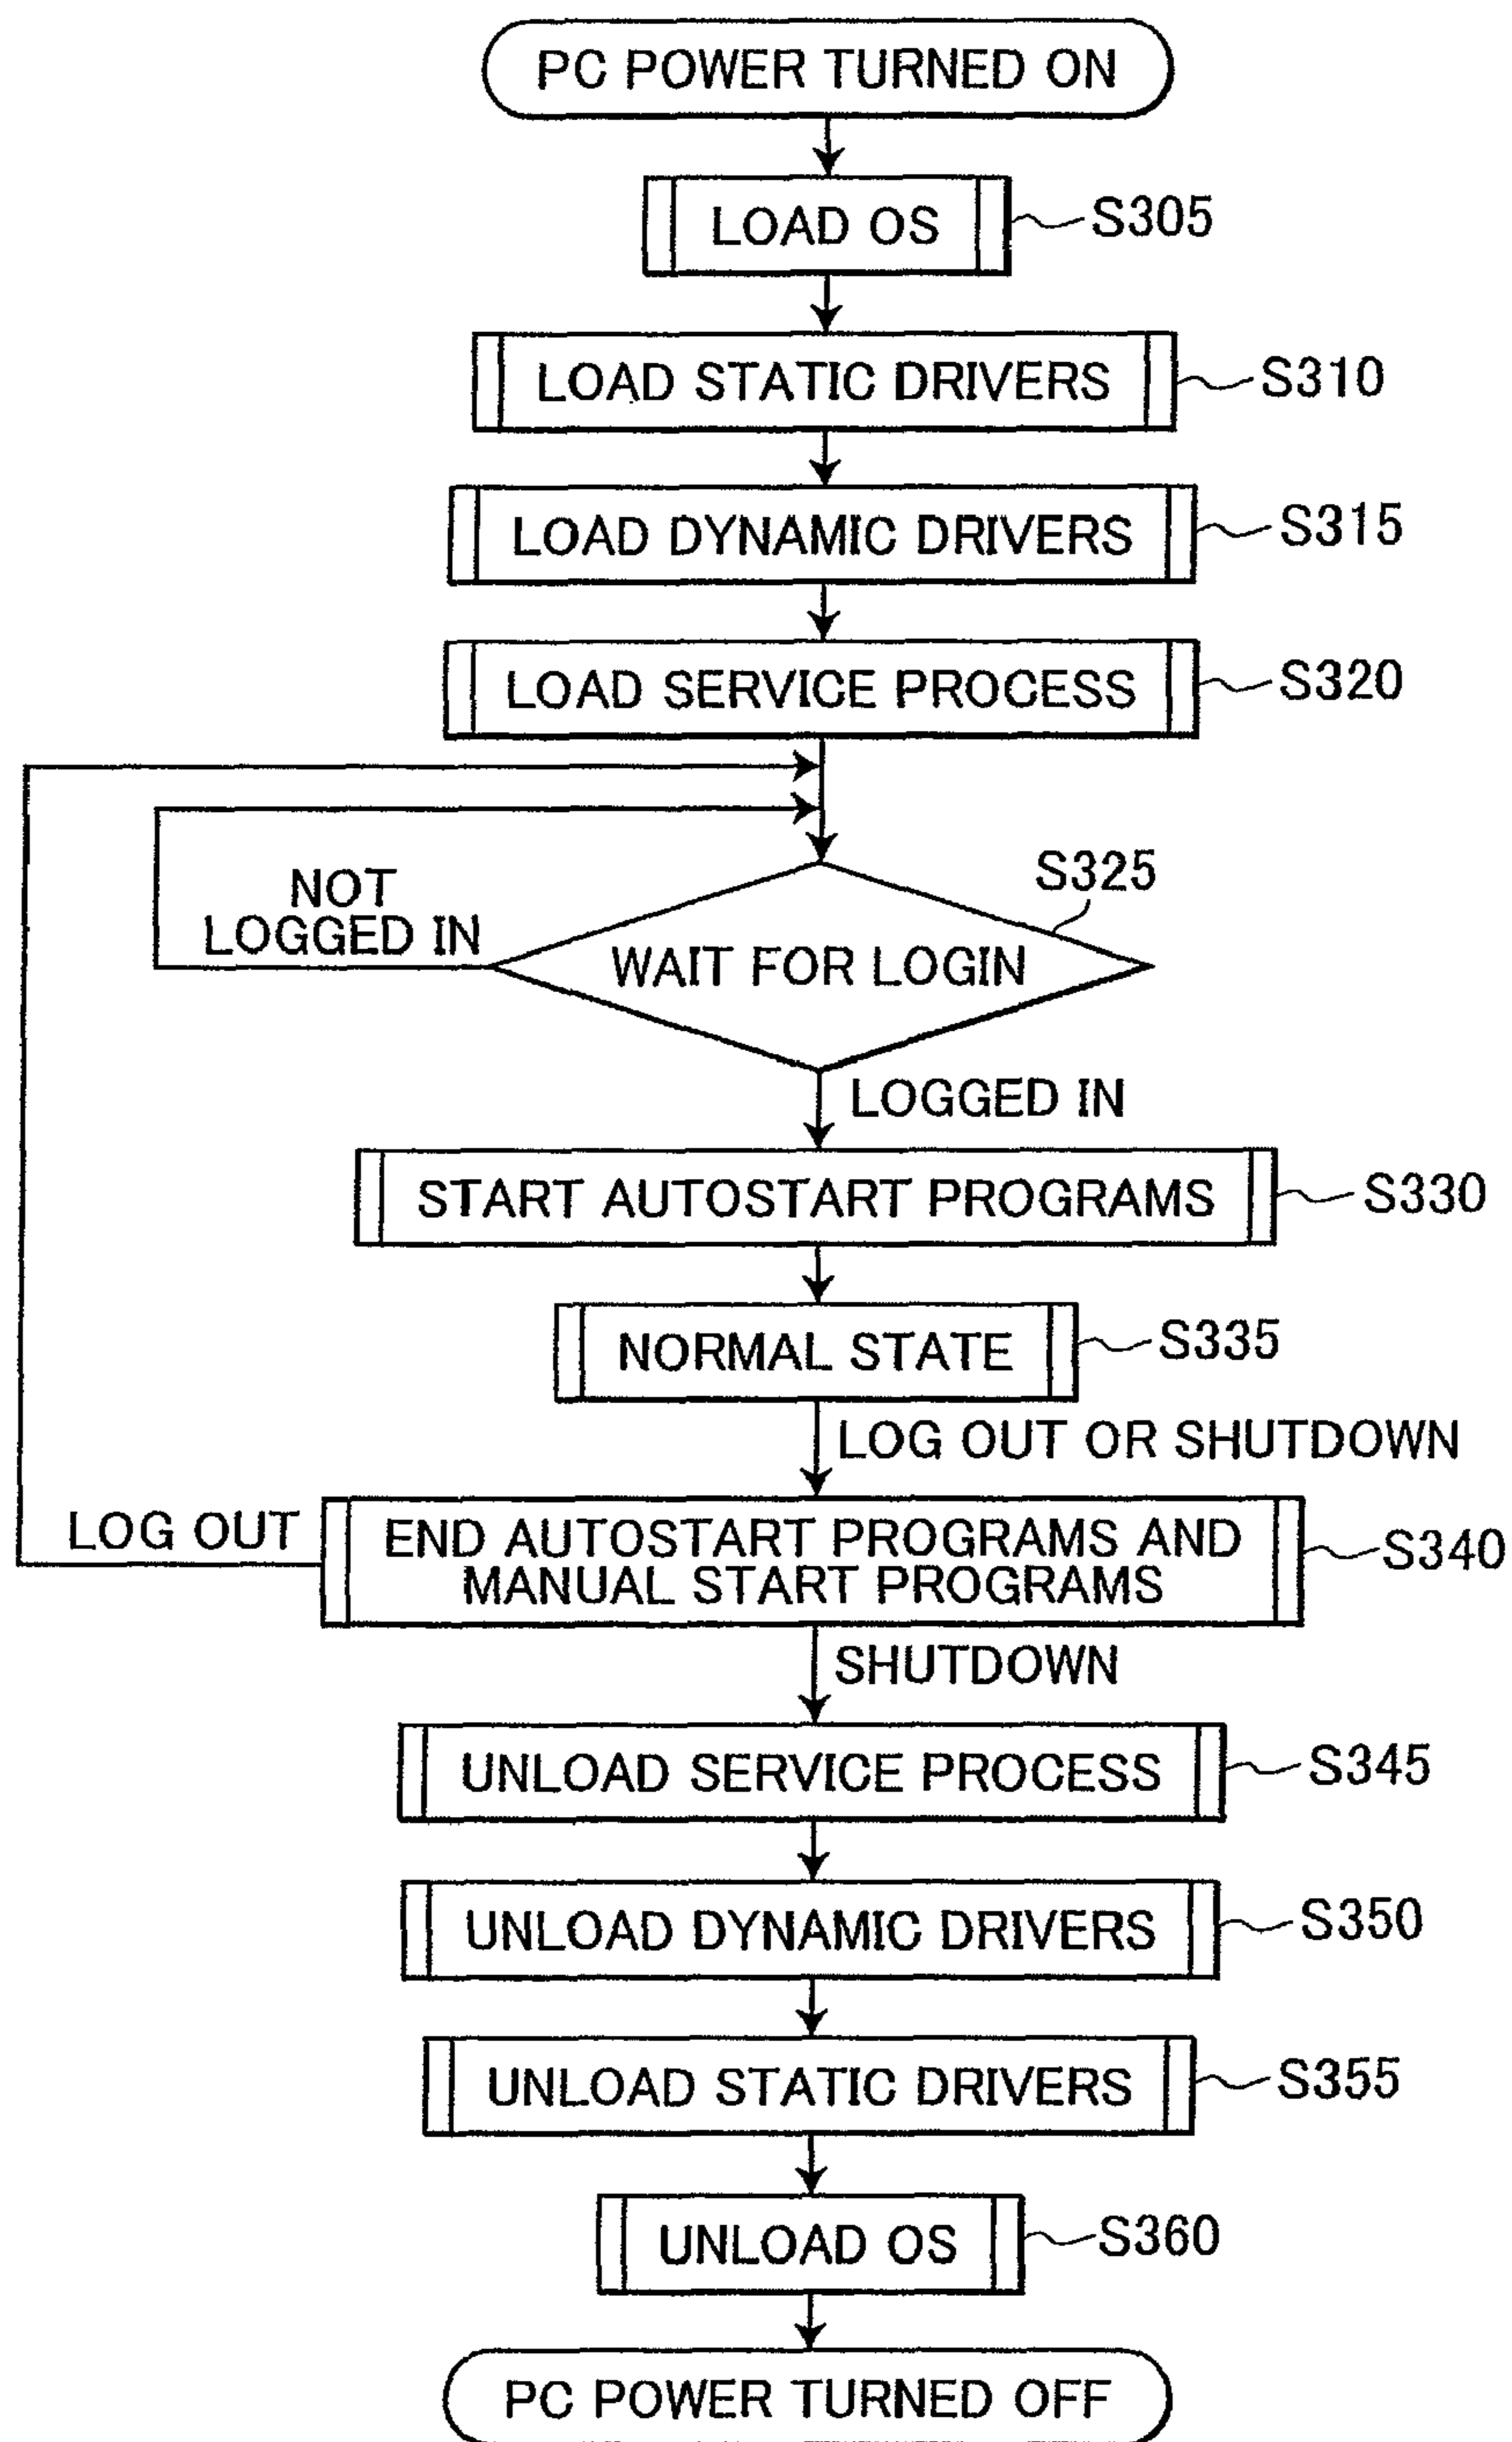 PC POWER TURNED ON
LOAD OS
S305
LOAD STATIC DRIVERS
S310
LOAD DYNAMIC DRIVERS
S315
LOAD SERVICE PROCESS
S320
NOT
LOGGED IN
S325
WAIT FOR LOGIN
LOGGED IN
START AUTOSTART PROGRAMS
S330
NORMAL STATE
S335
LOG OUT OR SHUTDOWN
LOG OUT
END AUTOSTART PROGRAMS AND
MANUAL START PROGRAMS
S340
SHUTDOWN
UNLOAD SERVICE PROCESS
S345
UNLOAD DYNAMIC DRIVERS
S350
UNLOAD STATIC DRIVERS
S355
UNLOAD OS
S360
PC POWER TURNED OFF